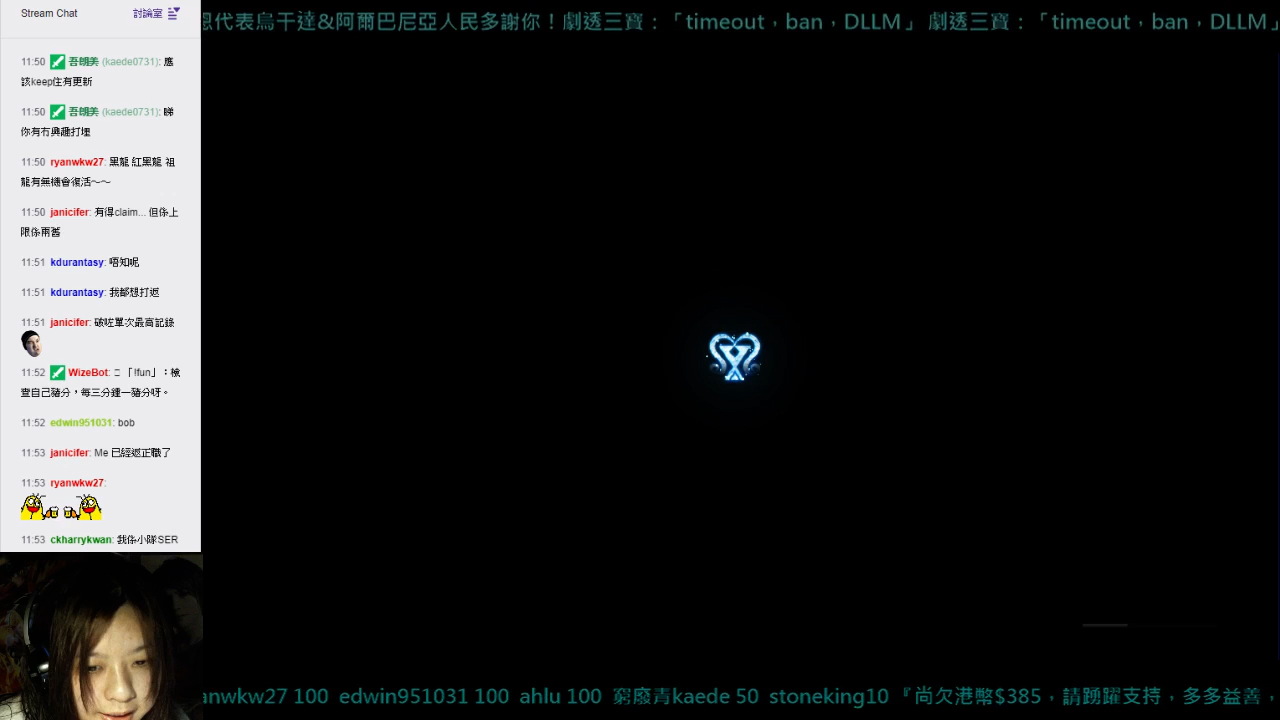 Stream Chat 討論室
代表烏干達&阿爾巴尼亞人民多謝你！劇透三寶：「timeout，ban，DLLM」 劇透三寶：「timeout，ban，DLLM」
11:50 吾朗美 (kaede0731): 應
該keep住有更新
11:50 吾朗美 (kaede0731): 睇
你有冇興趣打埋
11:50 ryanwkw27: 黑龍 紅黑龍 祖
龍有無機會復活～～
11:50 janicifer: 有得claim... 但係上
限係兩舊
11:51 kdurantasy: 唔知呢
11:51 kdurantasy: 我都想打返
11:51 janicifer: 破咗單次最高記錄
11:52 WizeBot: 「!fun」：檢
查自己豬分，每三分鐘一豬分呀。
11:52 edwin951031: bob
11:53 janicifer: Me 已經返正職了
11:53 ryanwkw27:
11:53 ckharrykwan: 我係小隊SER
anwkw27 100 edwin951031 100 ahlu 100 窮廢青kaede 50 stoneking10 『尚欠港幣$385，請踴躍支持，多多益善，